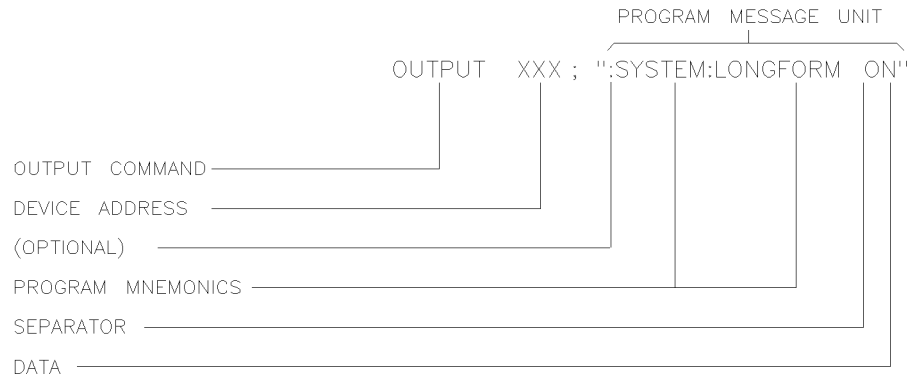 PROGRAM MESSAGE UNIT
OUTPUT XXX ; ":SYSTEM:LONGFORM ON"
OUTPUT COMMAND
DEVICE ADDRESS
(OPTIONAL)
PROGRAM MNEMONICS
SEPARATOR
DATA